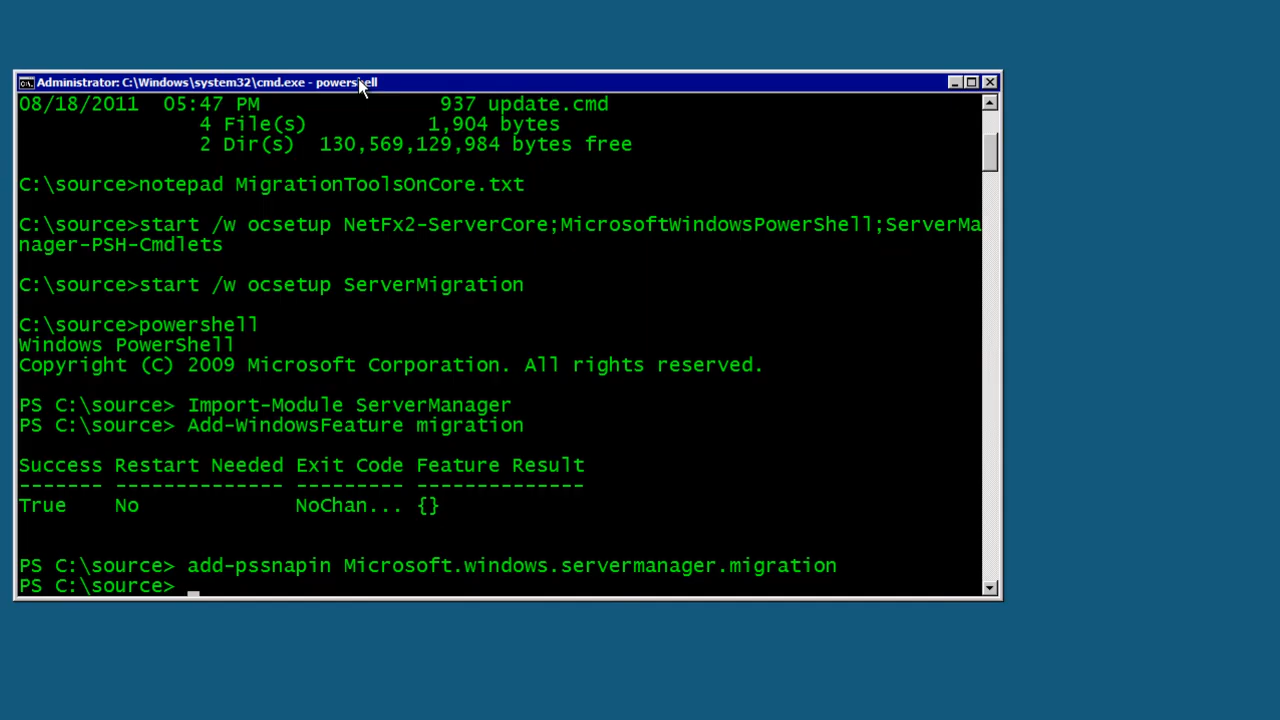 Administrator: C:\Windows\system32\cmd.exe - powershell
08/18/2011  05:47 PM               937 update.cmd
               4 File(s)          1,904 bytes
               2 Dir(s)  130,569,129,984 bytes free
C:\source>notepad MigrationToolsOnCore.txt
C:\source>start /w ocsetup NetFx2-ServerCore;MicrosoftWindowsPowerShell;ServerMa
nager-PSH-Cmdlets
C:\source>start /w ocsetup ServerMigration
C:\source>powershell
Windows PowerShell
Copyright (C) 2009 Microsoft Corporation. All rights reserved.
PS C:\source> Import-Module ServerManager
PS C:\source> Add-WindowsFeature migration
Success Restart Needed Exit Code Feature Result
------- -------------- --------- --------------
True    No             NoChan... {}
PS C:\source> add-pssnapin Microsoft.windows.servermanager.migration
PS C:\source>